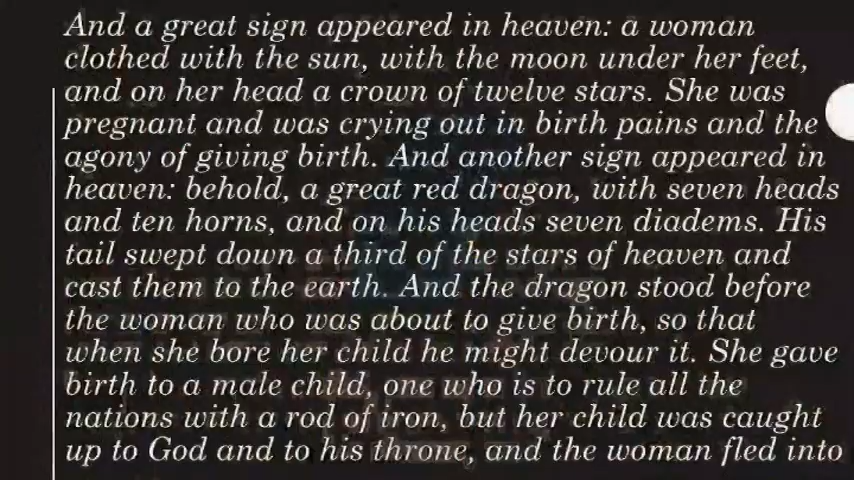 And a great sign appeared in heaven: a woman
clothed with the sun, with the moon under her feet,
and on her head a crown of twelve stars. She was
pregnant and was crying out in birth pains and the
agony of giving birth. And another sign appeared in
heaven: behold, a great red dragon, with seven heads
and ten horns, and on his heads seven diadems. His
tail swept down a third of the stars of heaven and
cast them to the earth. And the dragon stood before
the woman who was about to give birth, so that
when she bore her child he might devour it. She gave
birth to a male child, one who is to rule all the
nations with a rod of iron, but her child was caught
up to God and to his throne, and the woman fled into